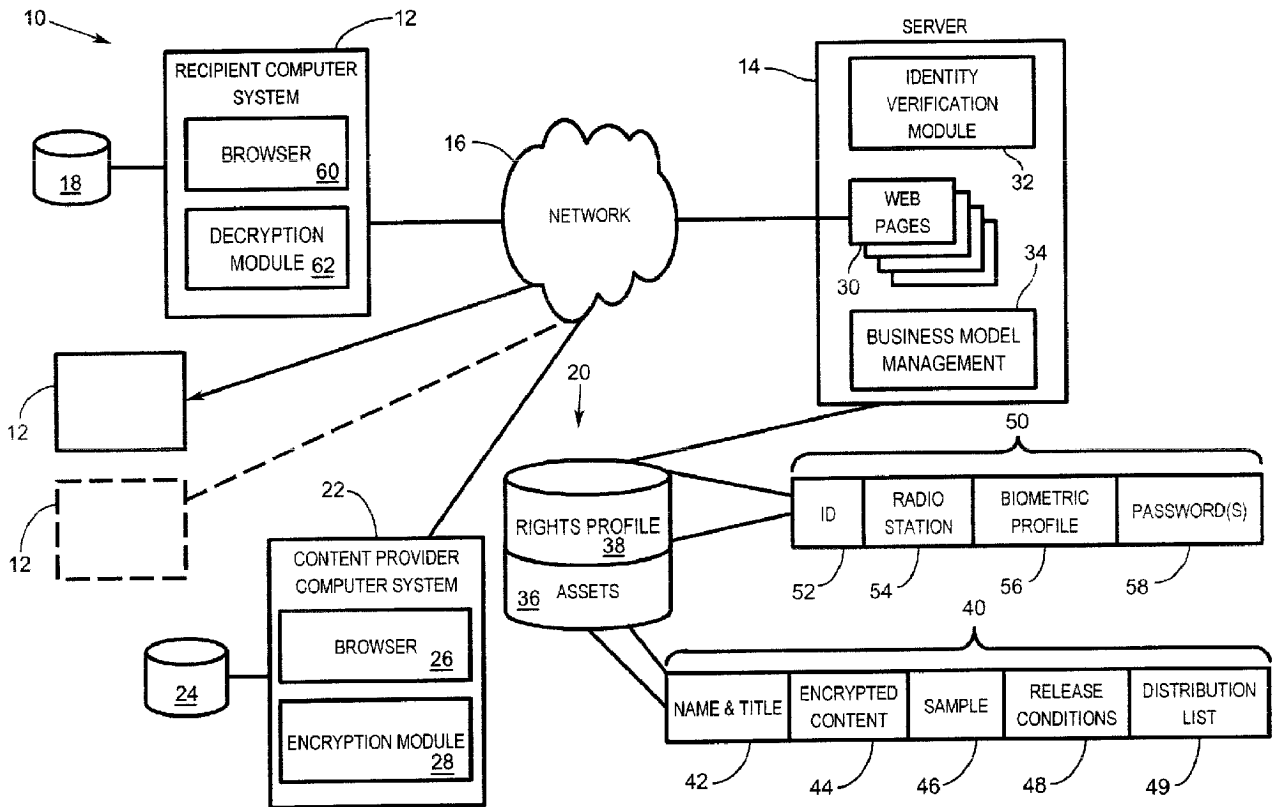 10
12
RECIPIENT COMPUTER
SYSTEM
BROWSER
60
DECRYPTION
MODULE
62
18
16
NETWORK
SERVER
14
IDENTITY
VERIFICATION
MODULE
32
WEB
PAGES
30
34
BUSINESS MODEL
MANAGEMENT
12
12
20
22
CONTENT PROVIDER
COMPUTER SYSTEM
BROWSER
26
ENCRYPTION MODULE
28
24
RIGHTS PROFILE
38
36
ASSETS
50
ID
RADIO
STATION
BIOMETRIC
PROFILE
PASSWORD(S)
52
54
56
58
40
NAME & TITLE
ENCRYPTED
CONTENT
SAMPLE
RELEASE
CONDITIONS
DISTRIBUTION
LIST
42
44
46
48
49